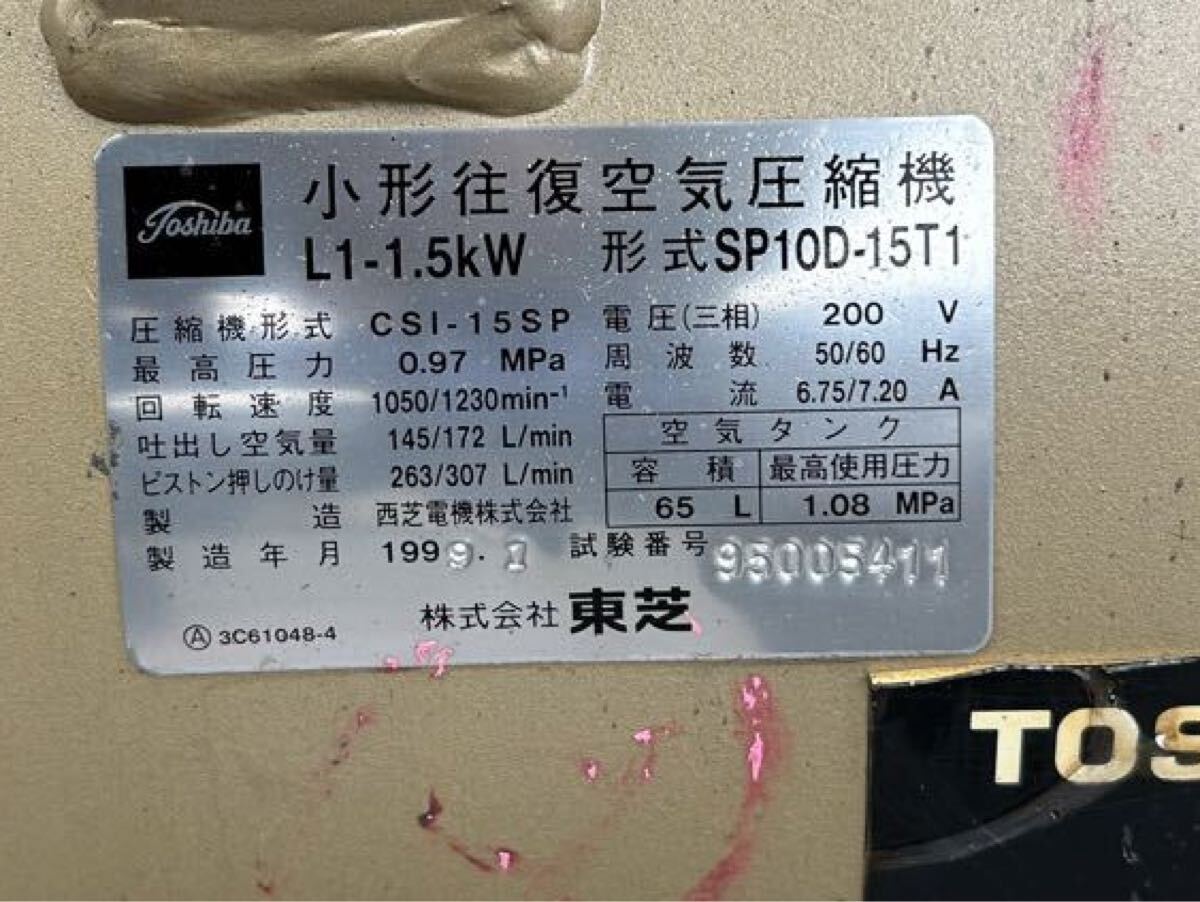 Toshiba
小形往復空気圧縮機
L1-1.5kW 形式 SP10D-15T1
圧縮機形式 CSI-15SP
最高圧力 0.97 MPa
回転速度 1050/1230min⁻¹
吐出し空気量 145/172 L/min
ピストン押しのけ量 263/307 L/min
製造 西芝電機株式会社
製造年月 1999.1
電圧(三相) 200 V
周波数 50/60 Hz
電流 6.75/7.20 A
空気タンク
容積 最高使用圧力
65 L 1.08 MPa
試験番号 95005411
株式会社 東芝
Ⓐ 3C61048-4
TOS